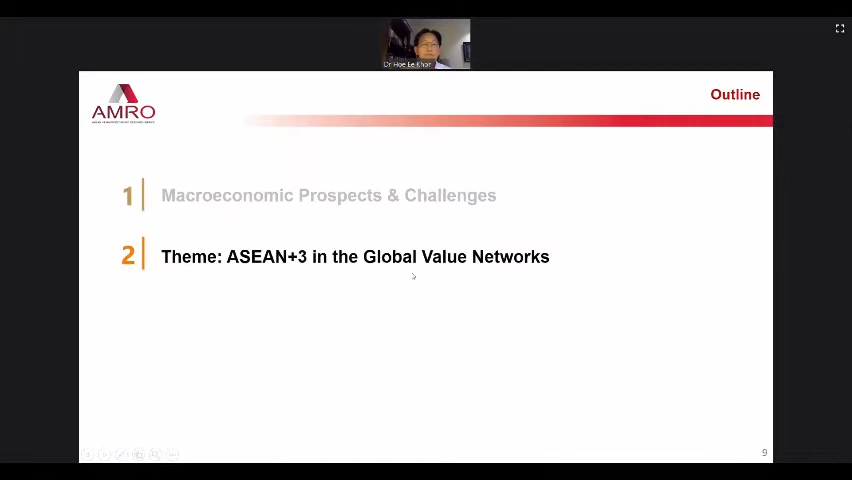 Dr Hoe Ee Khor
AMRO
Outline
1 Macroeconomic Prospects & Challenges
2 Theme: ASEAN+3 in the Global Value Networks
9